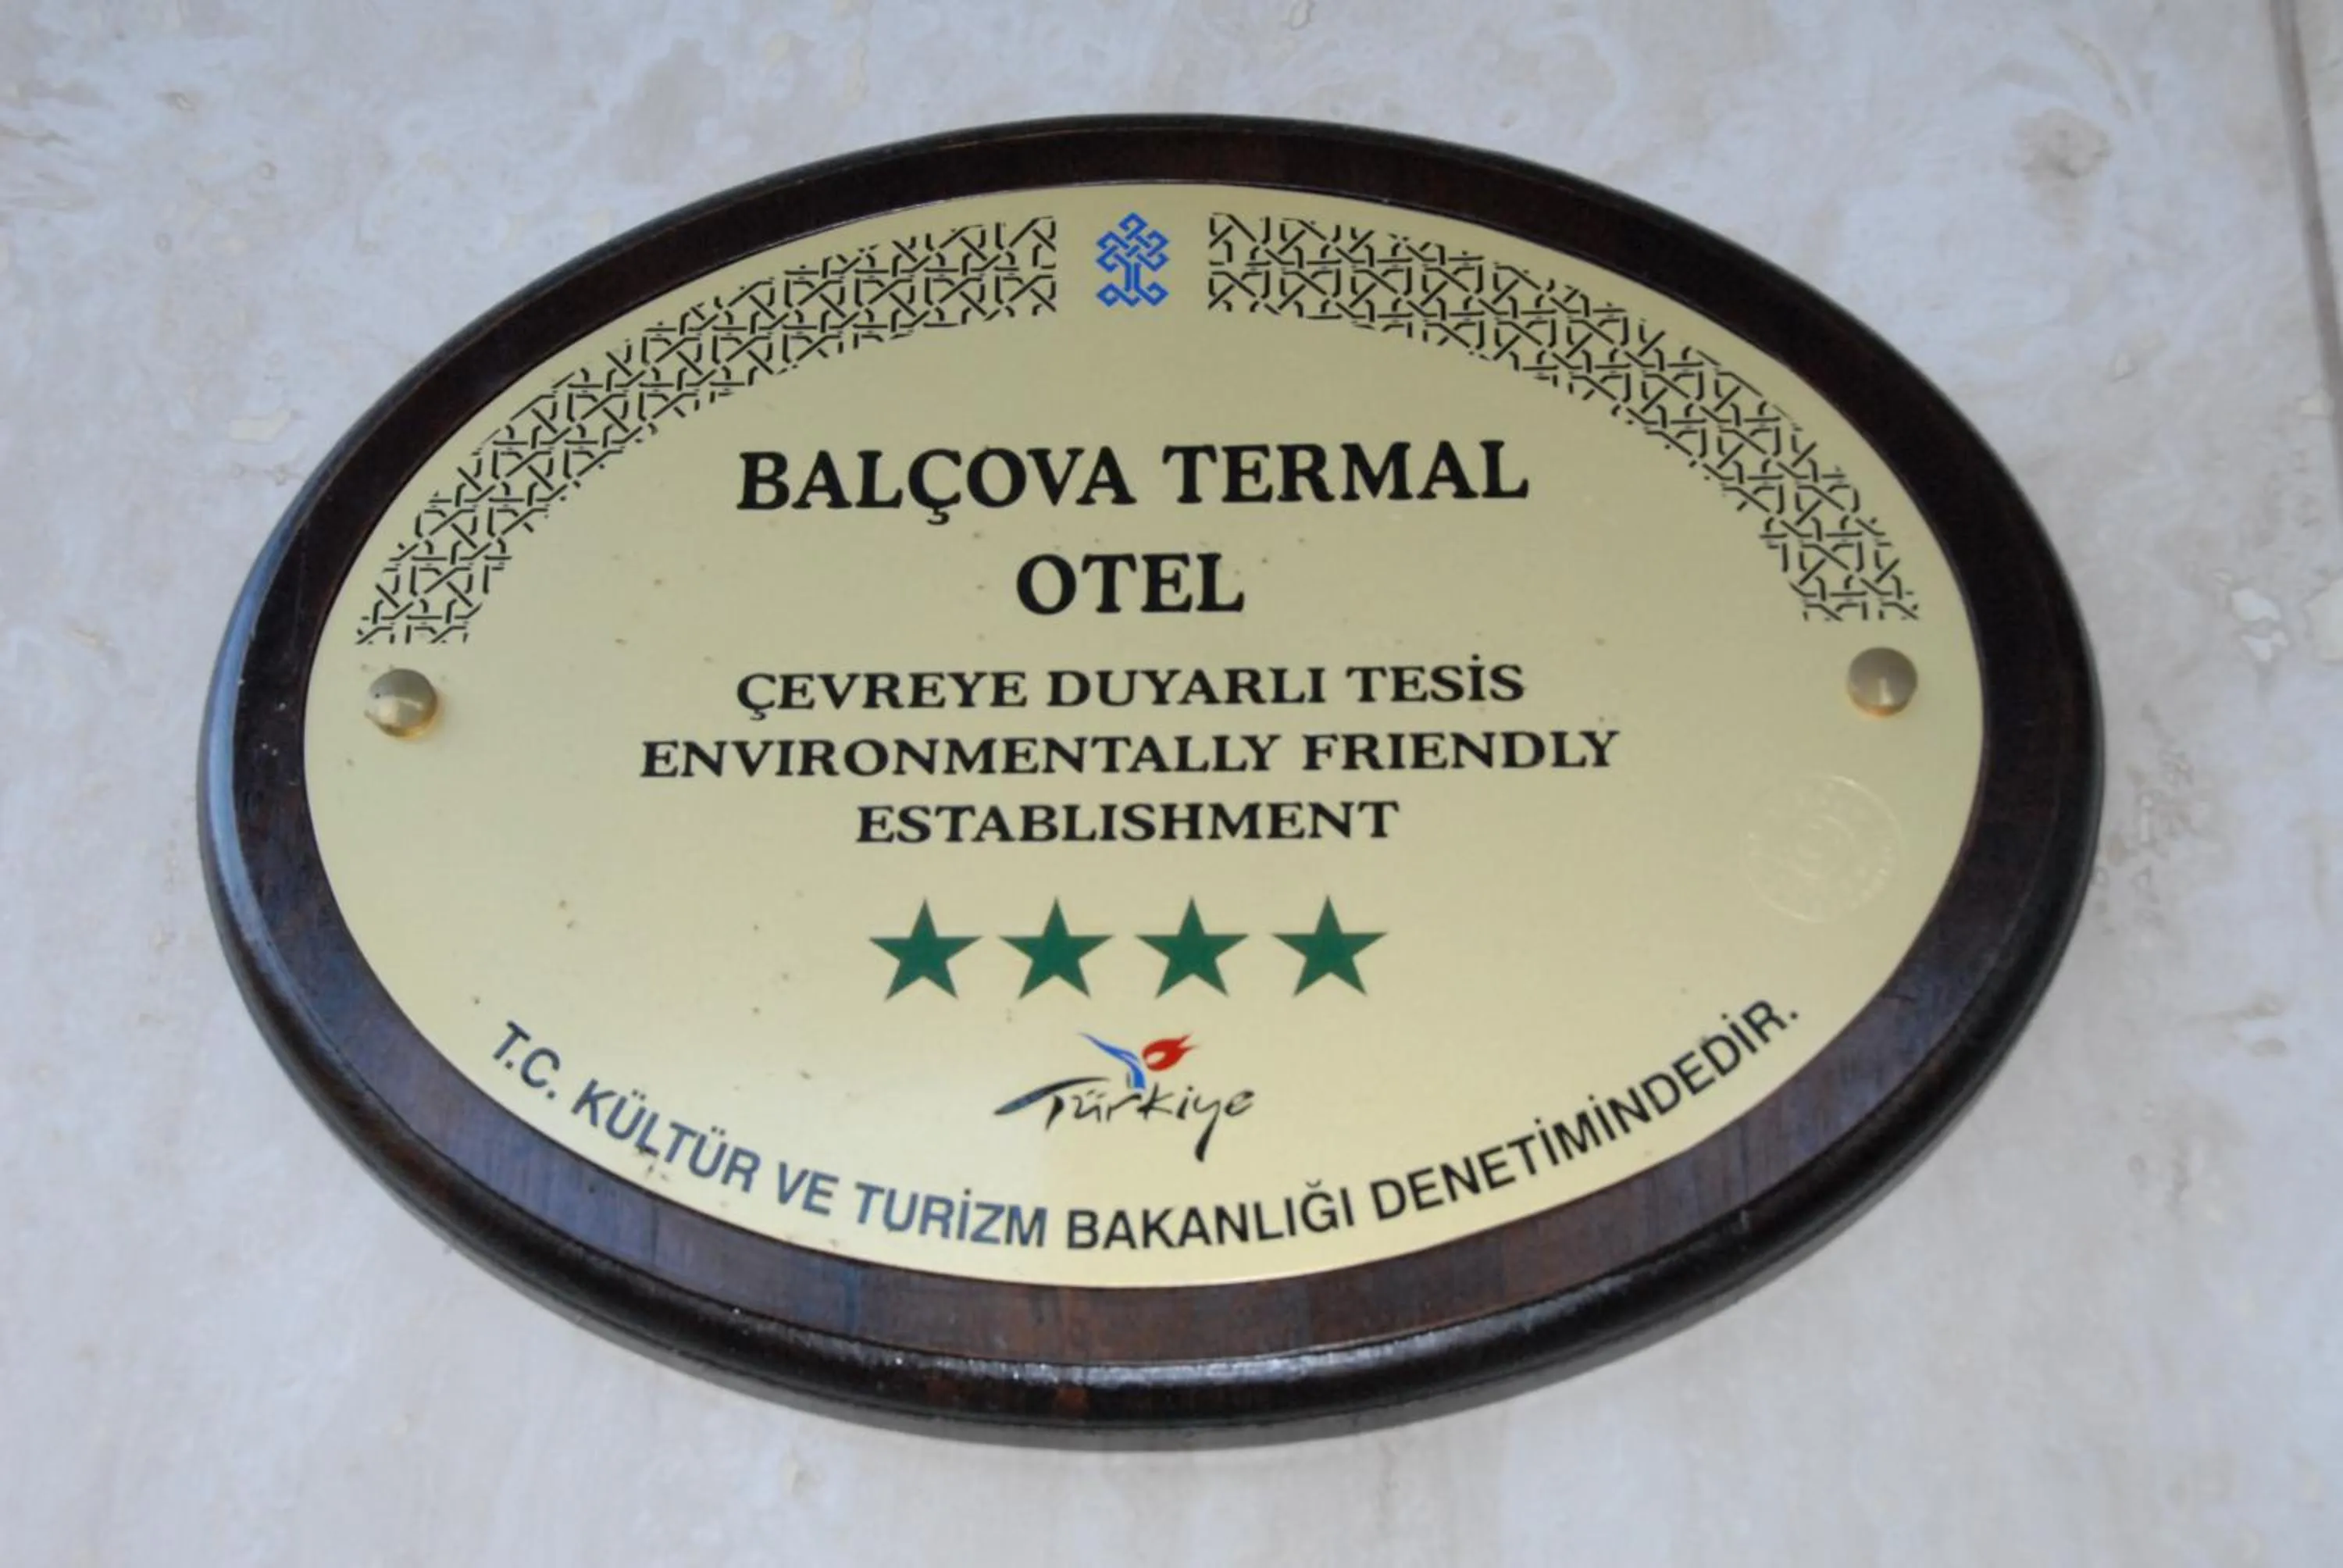 BALÇOVA TERMAL
OTEL
ÇEVREYE DUYARLI TESİS
ENVIRONMENTALLY FRIENDLY
ESTABLISHMENT
Türkiye
T.C. KÜLTÜR VE TURİZM BAKANLIĞI DENETİMİNDEDİR.